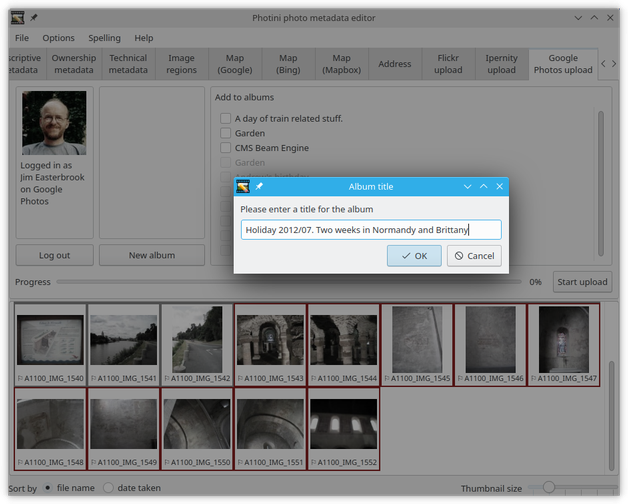 Photini photo metadata editor
File Options Spelling Help
scriptive metadata
Ownership metadata
Technical metadata
Image regions
Map (Google)
Map (Bing)
Map (Mapbox)
Address
Flickr upload
Ipernity upload
Google Photos upload
Logged in as
Jim Easterbrook
on Google
Photos
Log out
New album
Add to albums
A day of train related stuff.
Garden
CMS Beam Engine
Garden
Album title
Please enter a title for the album
Holiday 2012/07. Two weeks in Normandy and Brittany
OK
Cancel
Progress
0%
Start upload
A1100_IMG_1540
A1100_IMG_1541
A1100_IMG_1542
A1100_IMG_1543
A1100_IMG_1544
A1100_IMG_1545
A1100_IMG_1546
A1100_IMG_1547
A1100_IMG_1548
A1100_IMG_1549
A1100_IMG_1550
A1100_IMG_1551
A1100_IMG_1552
Sort by file name date taken
Thumbnail size